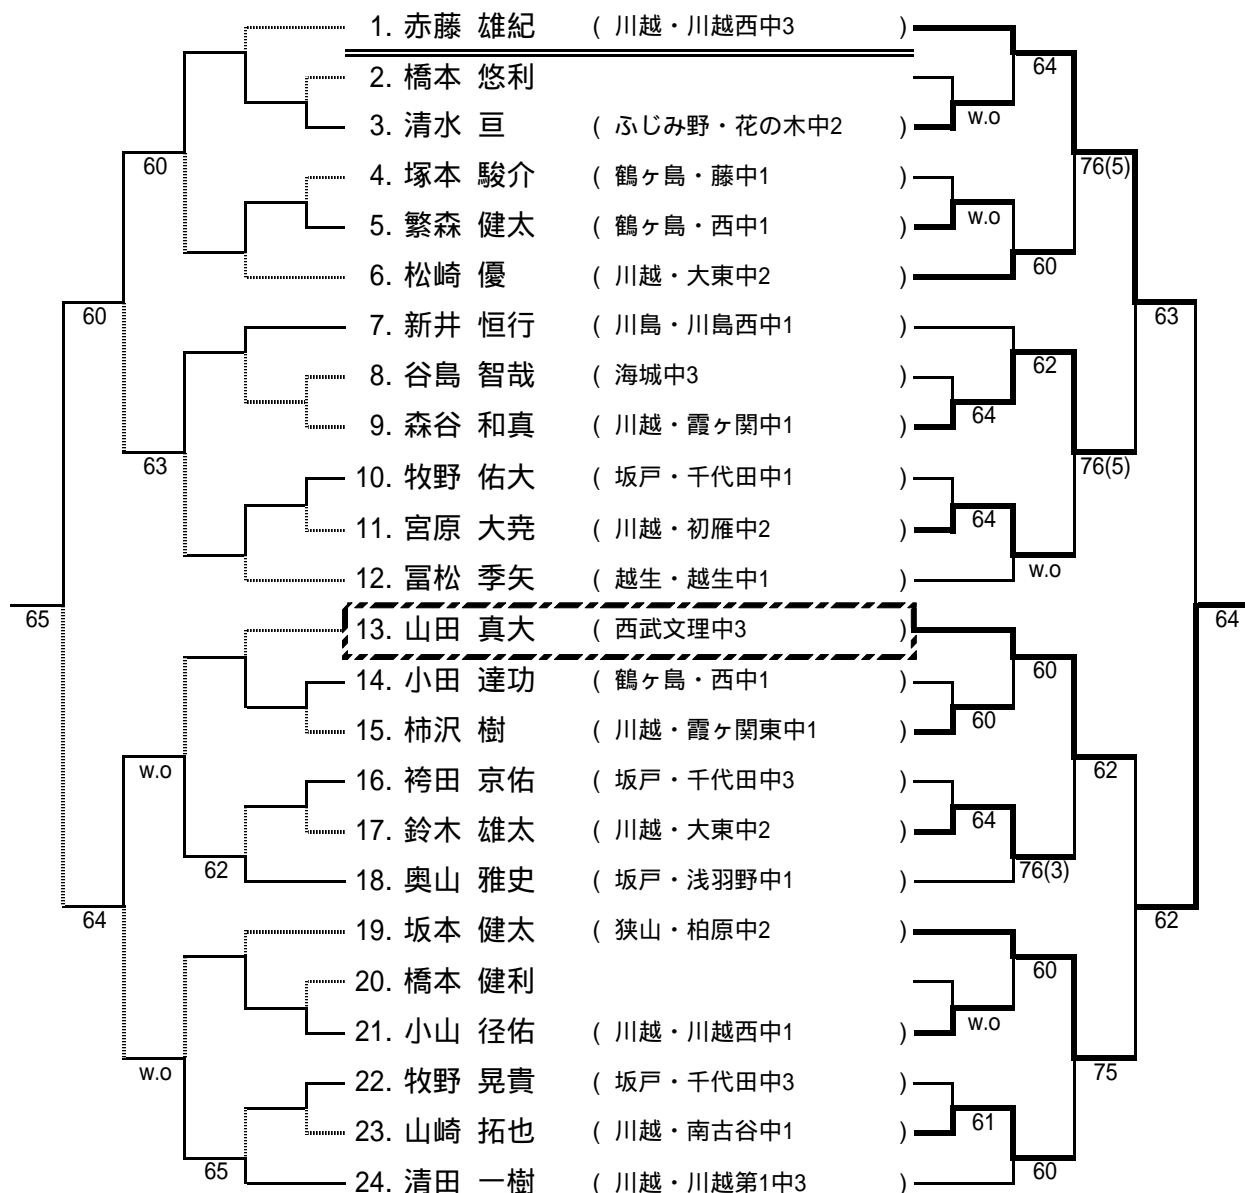 1. 赤藤 雄紀 ( 川越・川越西中3
64
2. 橋本 悠利
w.o
3. 清水 亘 ( ふじみ野・花の木中2 )
60
76(5)
4. 塚本 駿介 ( 鶴ヶ島・藤中1 )
w.o
5. 繁森 健太 ( 鶴ヶ島・西中1 )
60
6. 松崎 優 ( 川越・大東中2 )
60
63
7. 新井 恒行 ( 川島・川島西中1 )
62
8. 谷島 智哉 ( 海城中3 )
64
9. 森谷 和真 ( 川越・霞ヶ関中1 )
63
76(5)
10. 牧野 佑大 ( 坂戸・千代田中1 )
64
11. 宮原 大尭 ( 川越・初雁中2 )
w.o
12. 冨松 季矢 ( 越生・越生中1 )
65
64
13. 山田 真大 ( 西武文理中3 )
60
14. 小田 達功 ( 鶴ヶ島・西中1 )
60
15. 柿沢 樹 ( 川越・霞ヶ関東中1 )
w.o
62
16. 袴田 京佑 ( 坂戸・千代田中3 )
64
17. 鈴木 雄太 ( 川越・大東中2 )
62
76(3)
18. 奥山 雅史 ( 坂戸・浅羽野中1 )
64
62
19. 坂本 健太 ( 狭山・柏原中2 )
60
20. 橋本 健利
w.o
21. 小山 径佑 ( 川越・川越西中1 )
w.o
75
22. 牧野 晃貴 ( 坂戸・千代田中3 )
61
23. 山崎 拓也 ( 川越・南古谷中1 )
65
60
24. 清田 一樹 ( 川越・川越第1中3 )